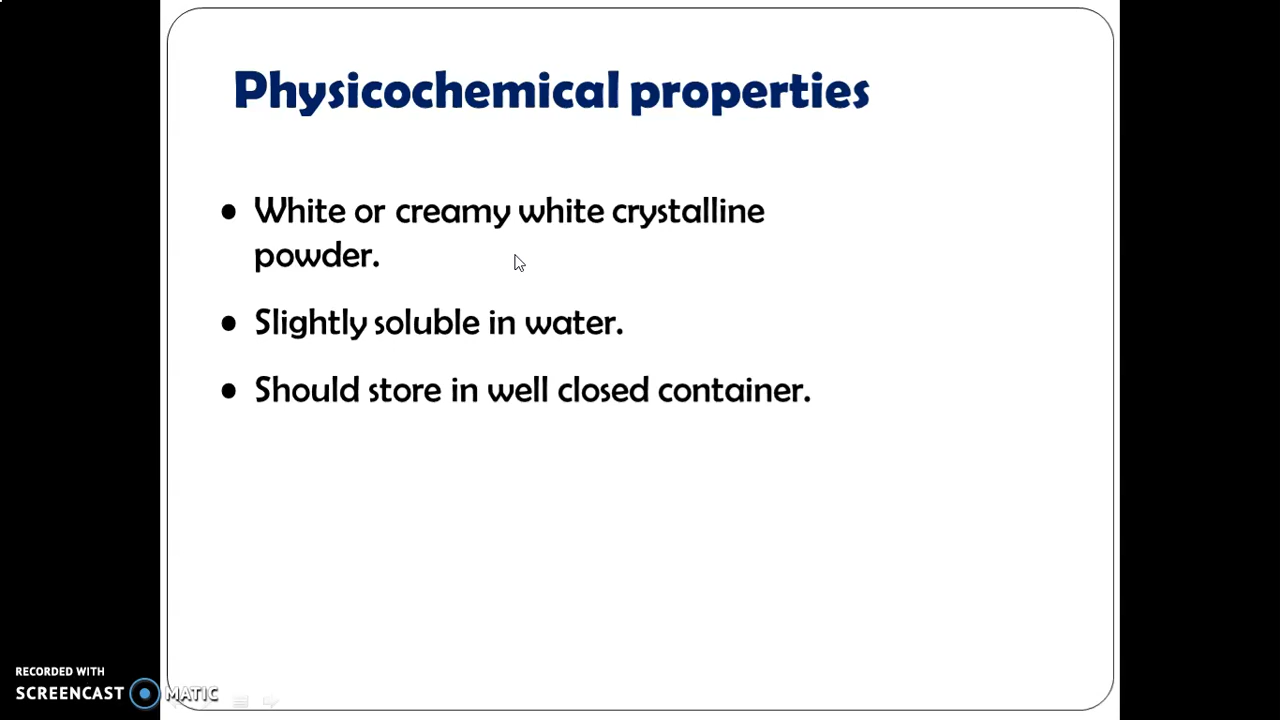 Physicochemical properties
• White or creamy white crystalline
powder.
• Slightly soluble in water.
• Should store in well closed container.
RECORDED WITH
SCREENCAST MATIC